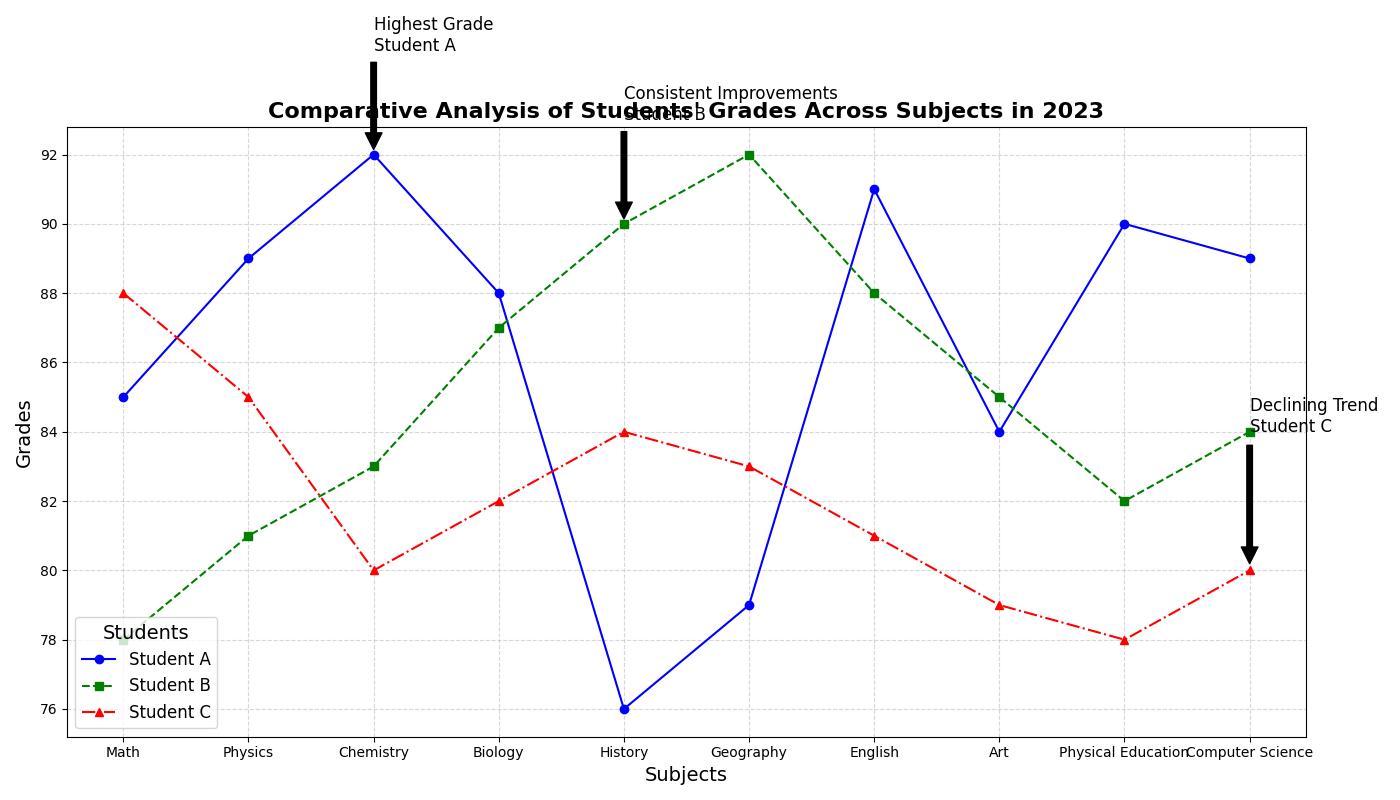 Highest Grade
Student A
Consistent Improvements
Student B
Comparative Analysis of Students' Grades Across Subjects in 2023
92
90
88
86
84
82
80
78
76
Grades
Declining Trend
Student C
Students
Student A
Student B
Student C
Math Physics Chemistry Biology History Geography English Art Physical Education Computer Science
Subjects